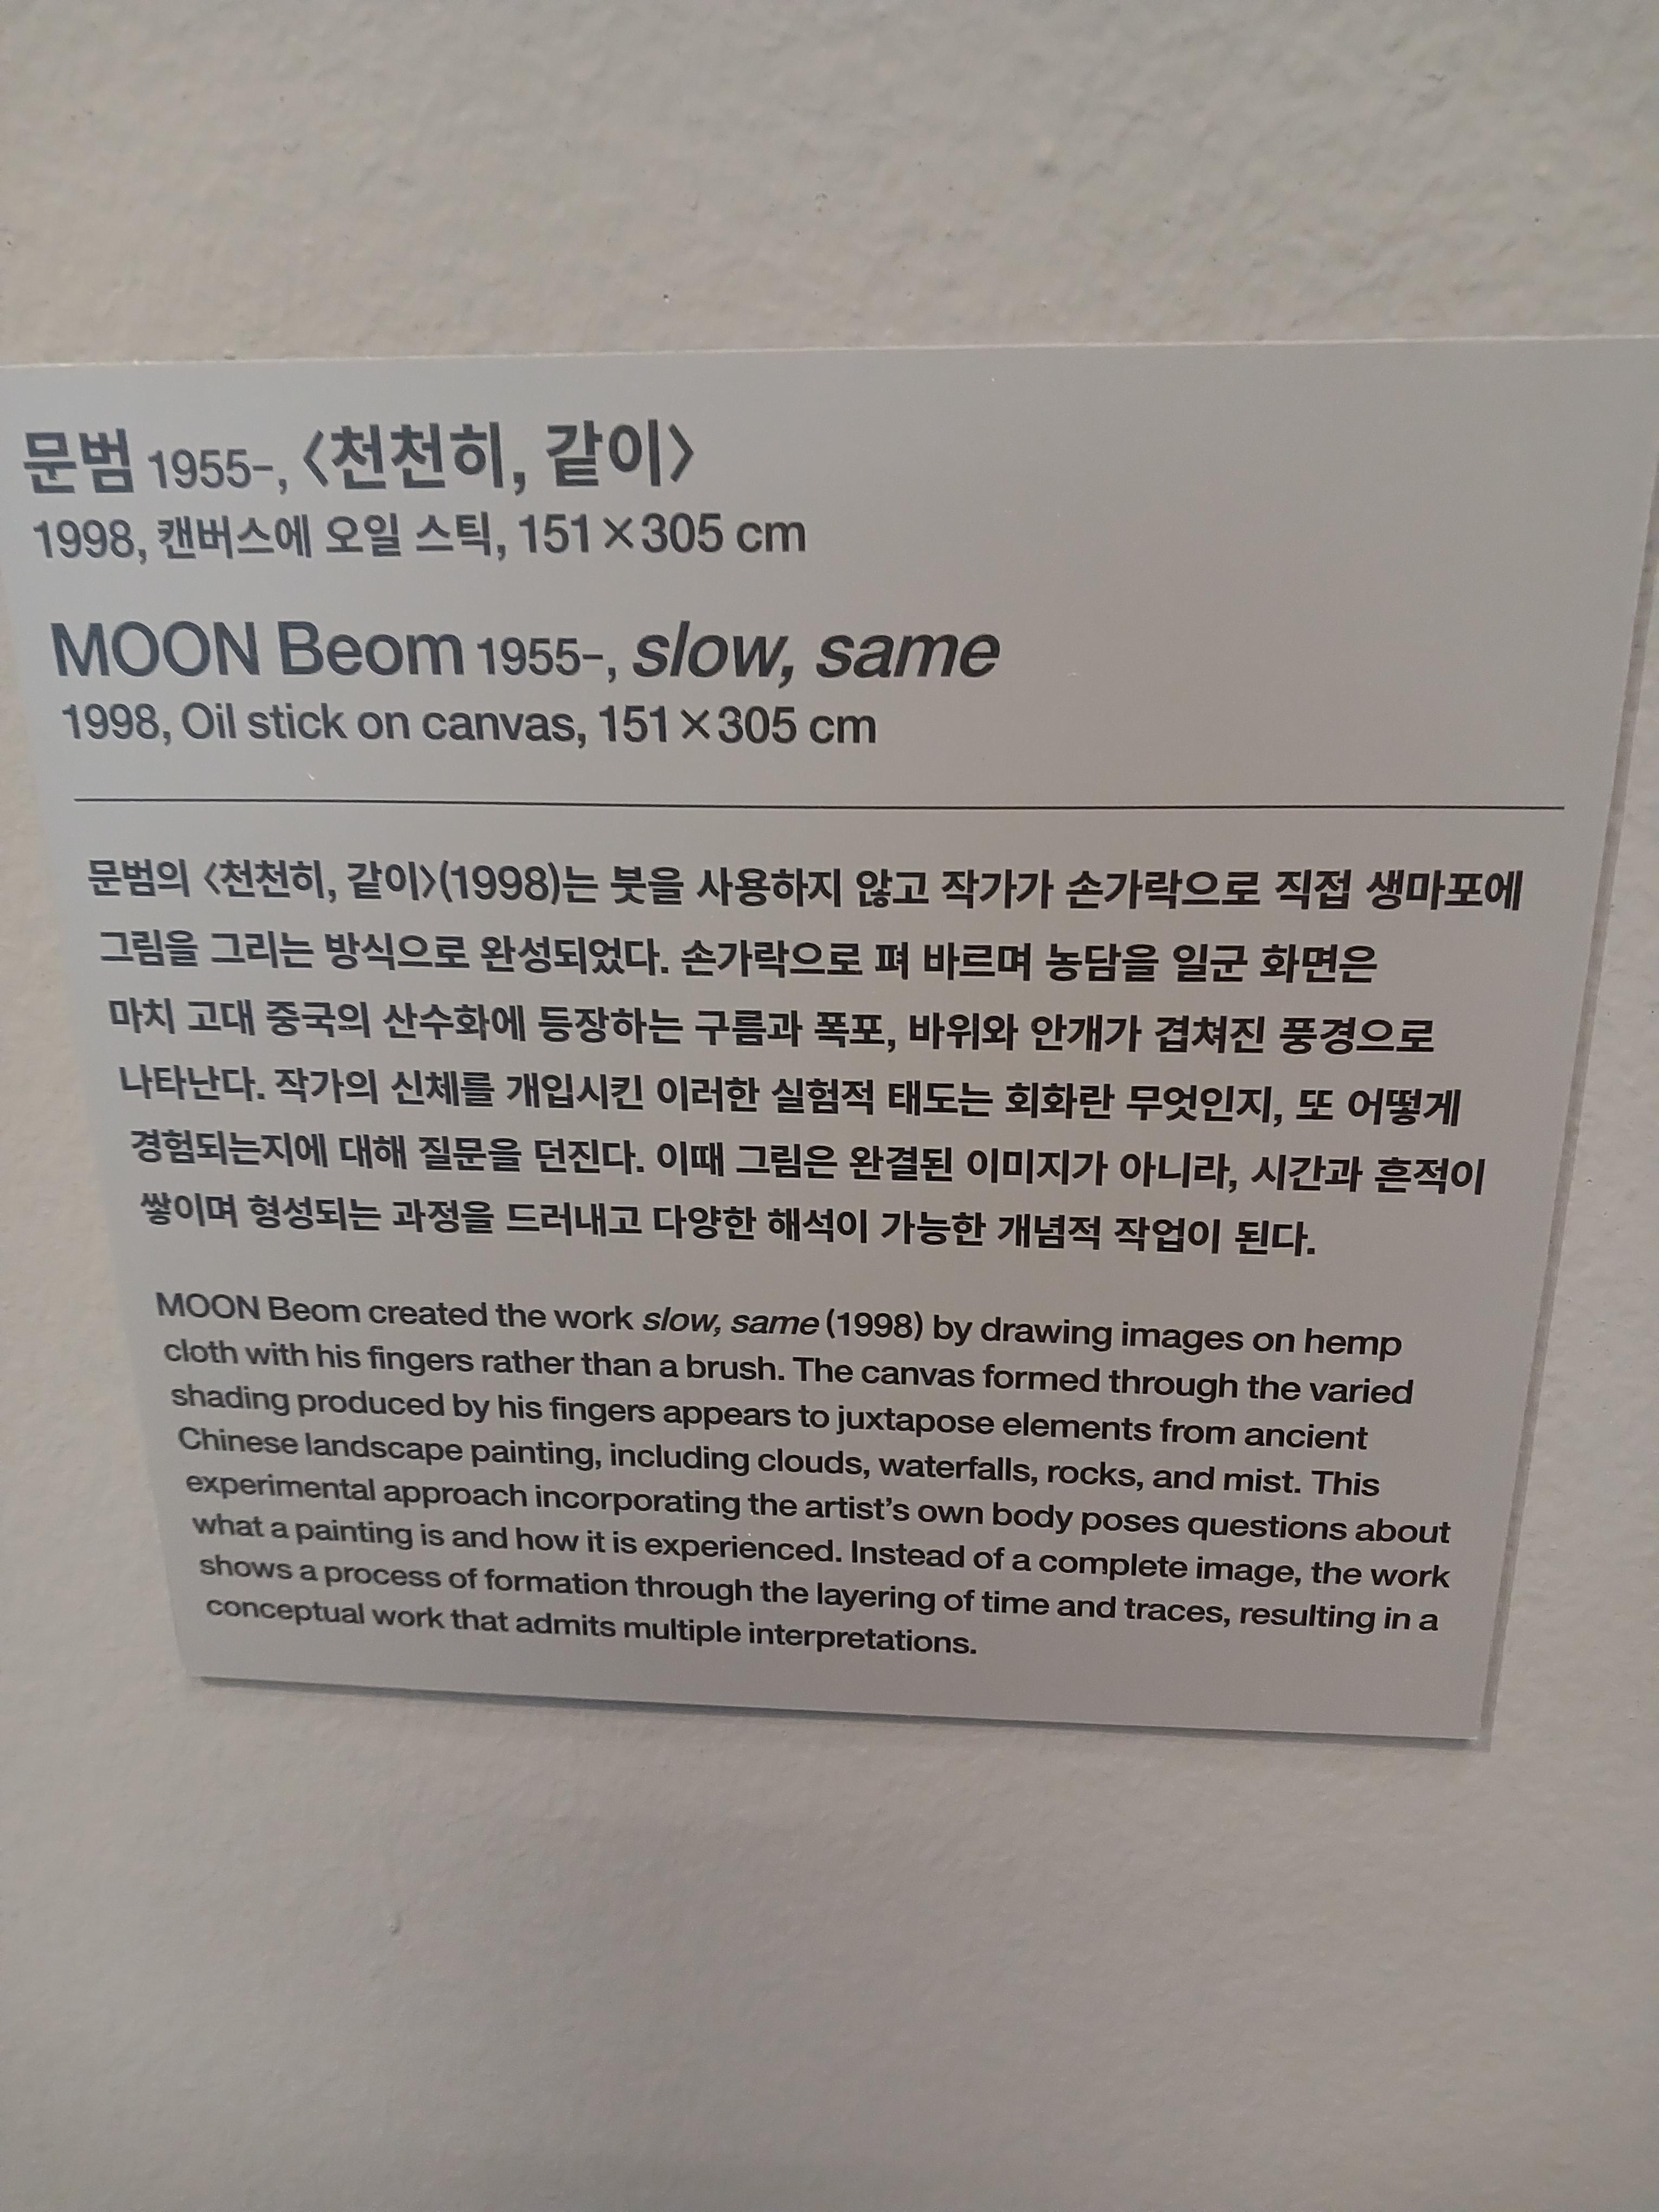 문범 1955–, 〈천천히, 같이〉
1998, 캔버스에 오일 스틱, 151×305 cm
MOON Beom 1955–, slow, same
1998, Oil stick on canvas, 151×305 cm
문범의 〈천천히, 같이〉(1998)는 붓을 사용하지 않고 작가가 손가락으로 직접 생마포에
그림을 그리는 방식으로 완성되었다. 손가락으로 펴 바르며 농담을 일군 화면은
마치 고대 중국의 산수화에 등장하는 구름과 폭포, 바위와 안개가 겹쳐진 풍경으로
나타난다. 작가의 신체를 개입시킨 이러한 실험적 태도는 회화란 무엇인지, 또 어떻게
경험되는지에 대해 질문을 던진다. 이때 그림은 완결된 이미지가 아니라, 시간과 흔적이
쌓이며 형성되는 과정을 드러내고 다양한 해석이 가능한 개념적 작업이 된다.
MOON Beom created the work slow, same (1998) by drawing images on hemp
cloth with his fingers rather than a brush. The canvas formed through the varied
shading produced by his fingers appears to juxtapose elements from ancient
Chinese landscape painting, including clouds, waterfalls, rocks, and mist. This
experimental approach incorporating the artist’s own body poses questions about
what a painting is and how it is experienced. Instead of a complete image, the work
shows a process of formation through the layering of time and traces, resulting in a
conceptual work that admits multiple interpretations.